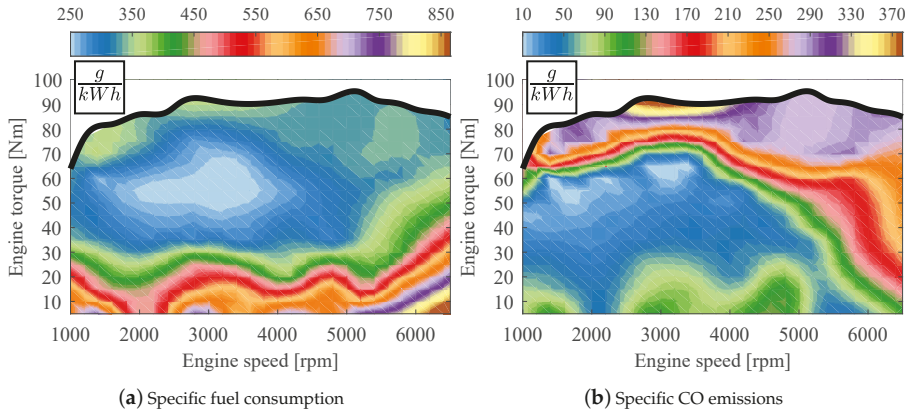 250 350 450 550 650 750 850
g
kWh
100
90
80
70
60
50
40
30
20
10
Engine torque [Nm]
1000 2000 3000 4000 5000 6000
Engine speed [rpm]
(a) Specific fuel consumption
10 50 90 130 170 210 250 290 330 370
g
kWh
100
90
80
70
60
50
40
30
20
10
Engine torque [Nm]
1000 2000 3000 4000 5000 6000
Engine speed [rpm]
(b) Specific CO emissions